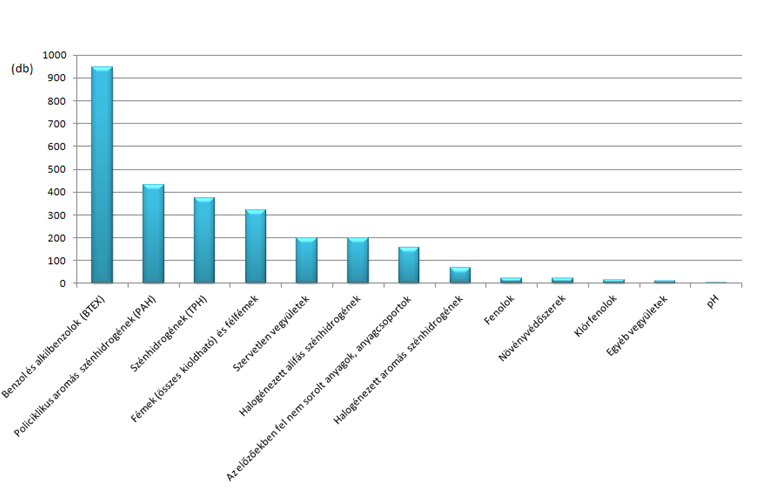 (db)
1000
900
800
700
600
500
400
300
200
100
0
Benzol és alkilbenzolok (BTEX)
Policiklikus aromás szénhidrogének (PAH)
Szénhidrogének (TPH)
Fémek (összes kioldható) és félfémek
Szervetlen vegyületek
Halogénezett alifás szénhidrogének
Az előzőekben fel nem sorolt anyagok, anyagcsoportok
Halogénezett aromás szénhidrogének
Fenolok
Növényvédőszerek
Klórfenolok
Egyéb vegyületek
pH